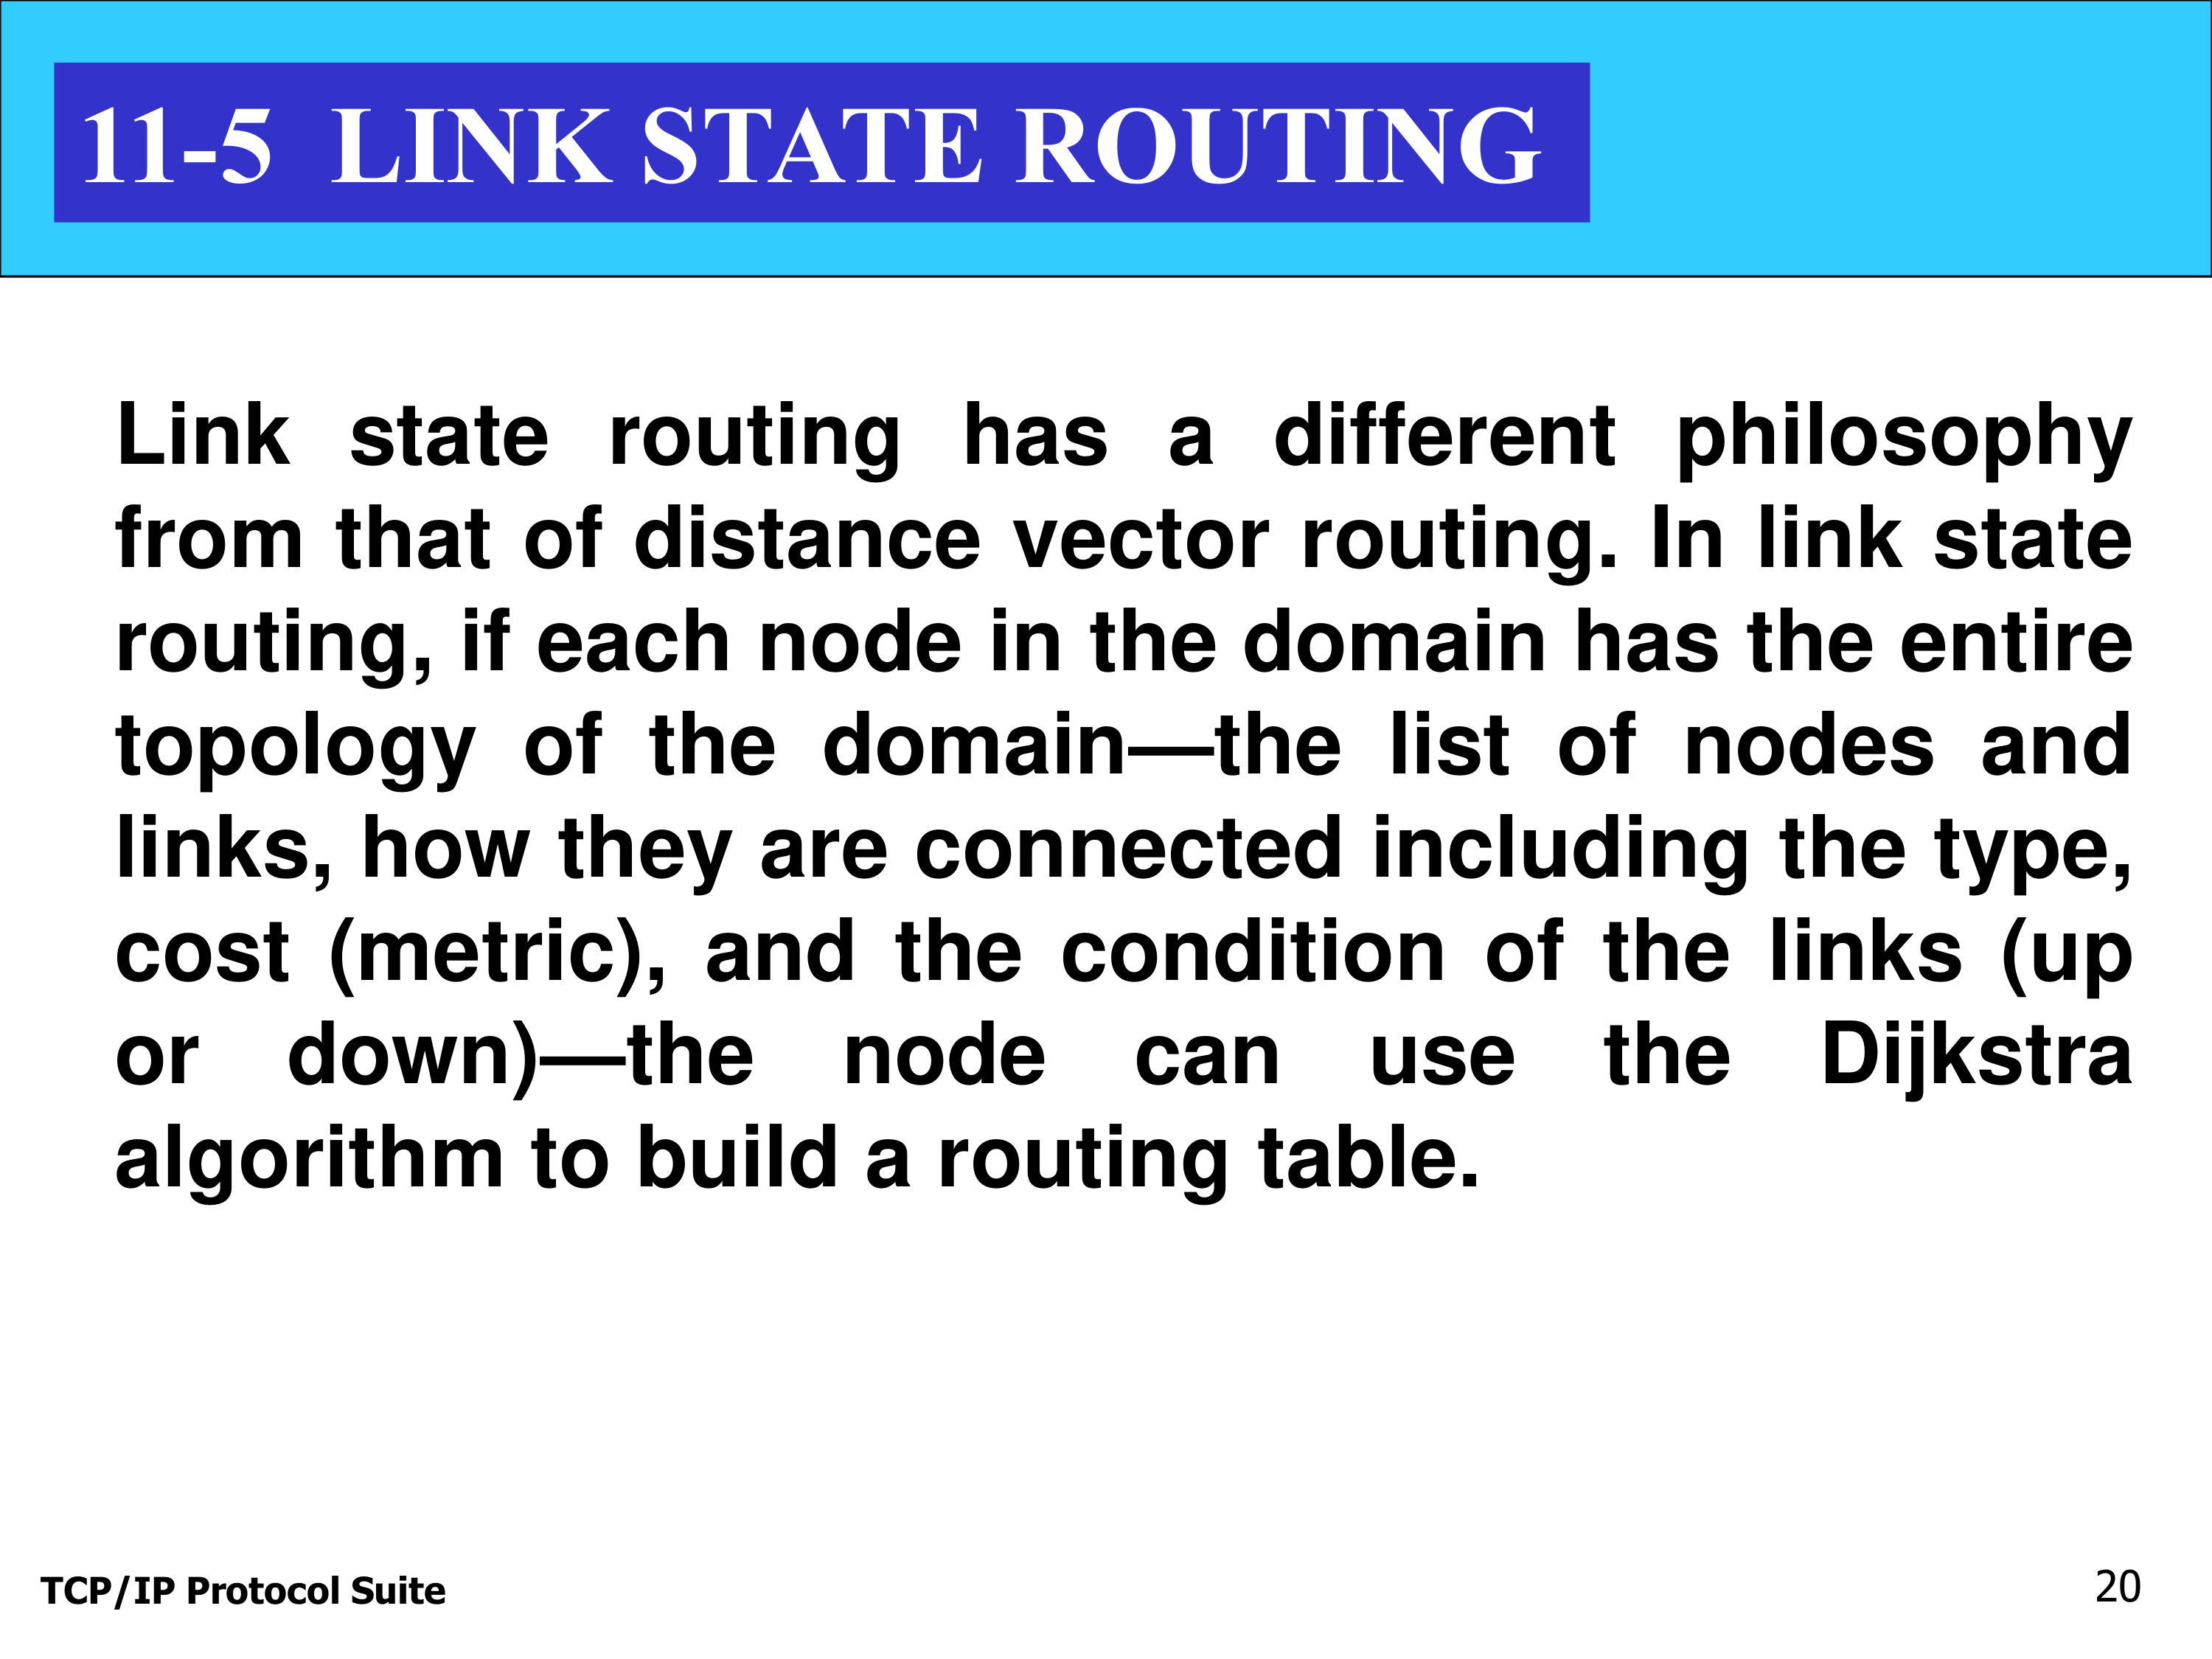 11-5 LINK STATE ROUTING
Link state routing has a different philosophy
from that of distance vector routing. In link state
routing, if each node in the domain has the entire
topology of the domain—the list of nodes and
links, how they are connected including the type,
cost (metric), and the condition of the links (up
or down)—the node can use the Dijkstra
algorithm to build a routing table.
TCP/IP Protocol Suite
20